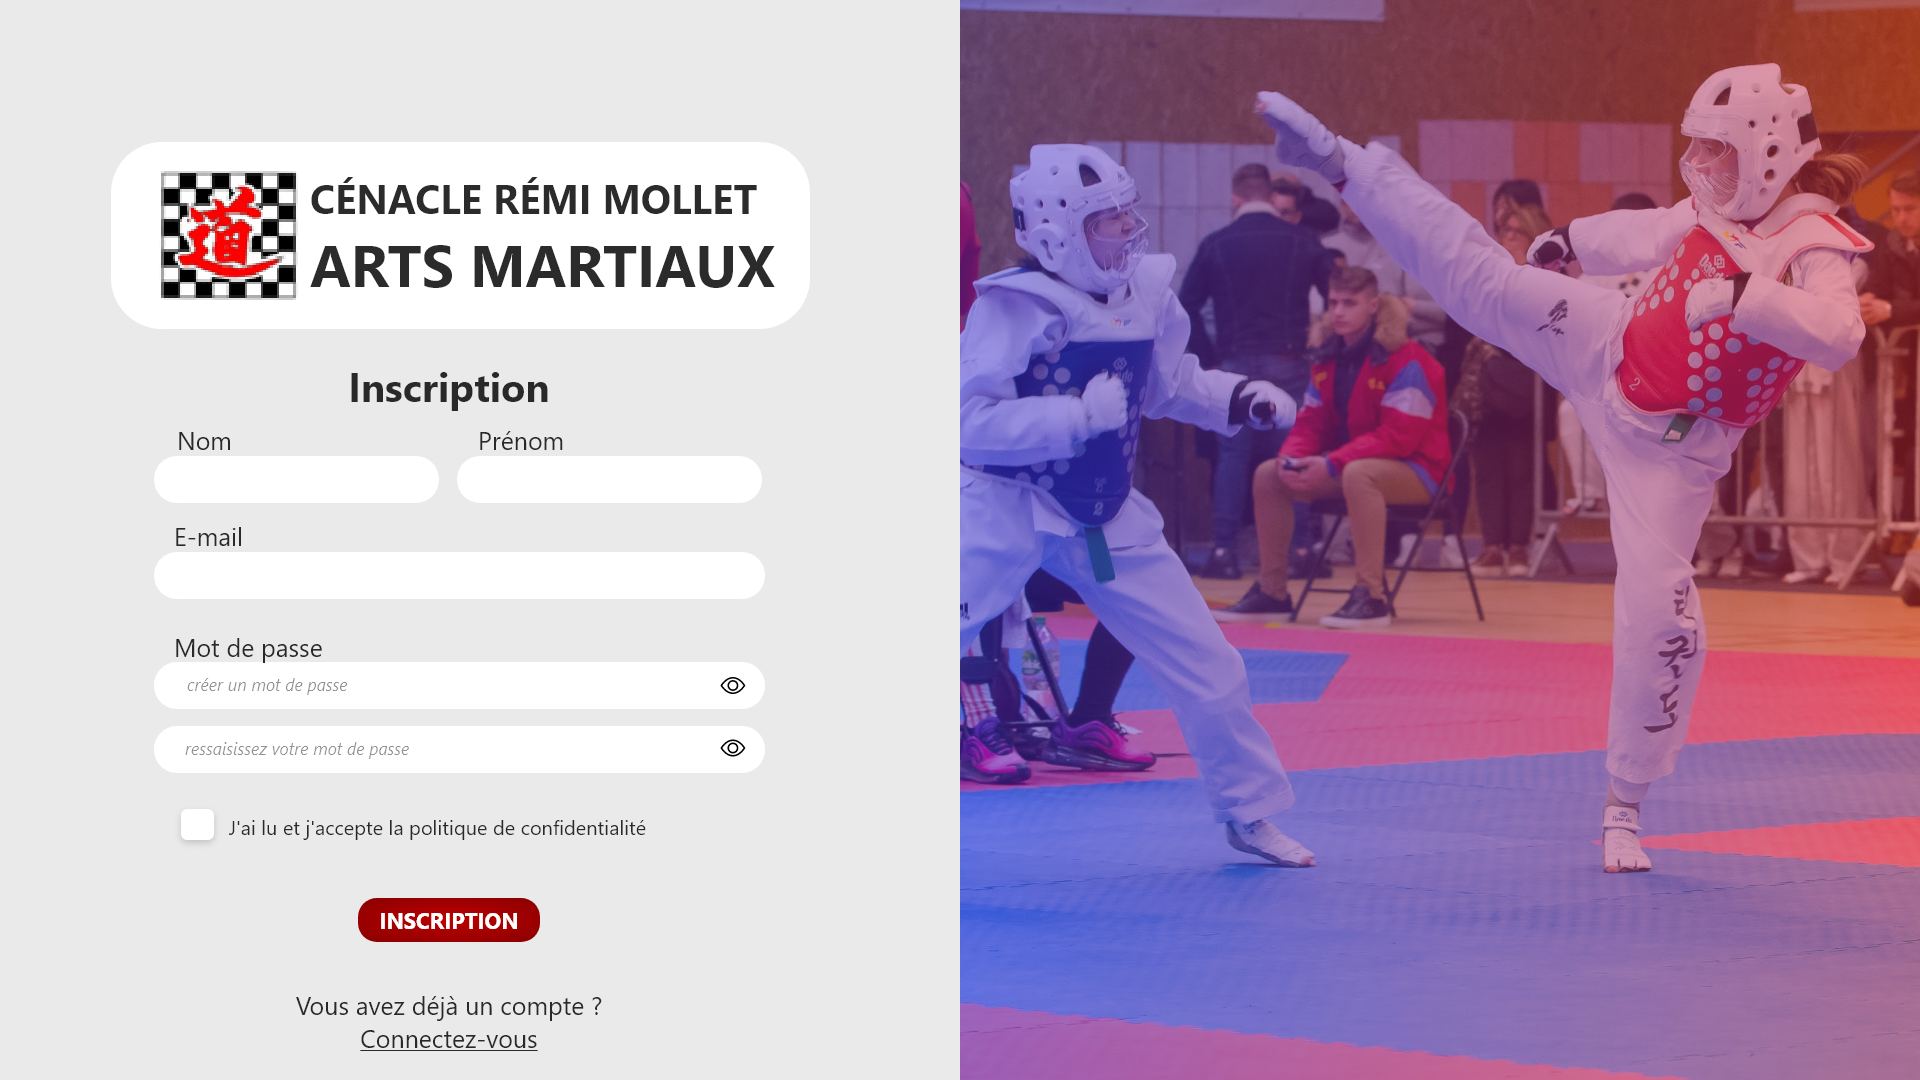 道
CÉNACLE RÉMI MOLLET
ARTS MARTIAUX
Inscription
Nom
Prénom
E-mail
Mot de passe
créer un mot de passe
ressaisissez votre mot de passe
J'ai lu et j'accepte la politique de confidentialité
INSCRIPTION
Vous avez déjà un compte ?
Connectez-vous
2
2